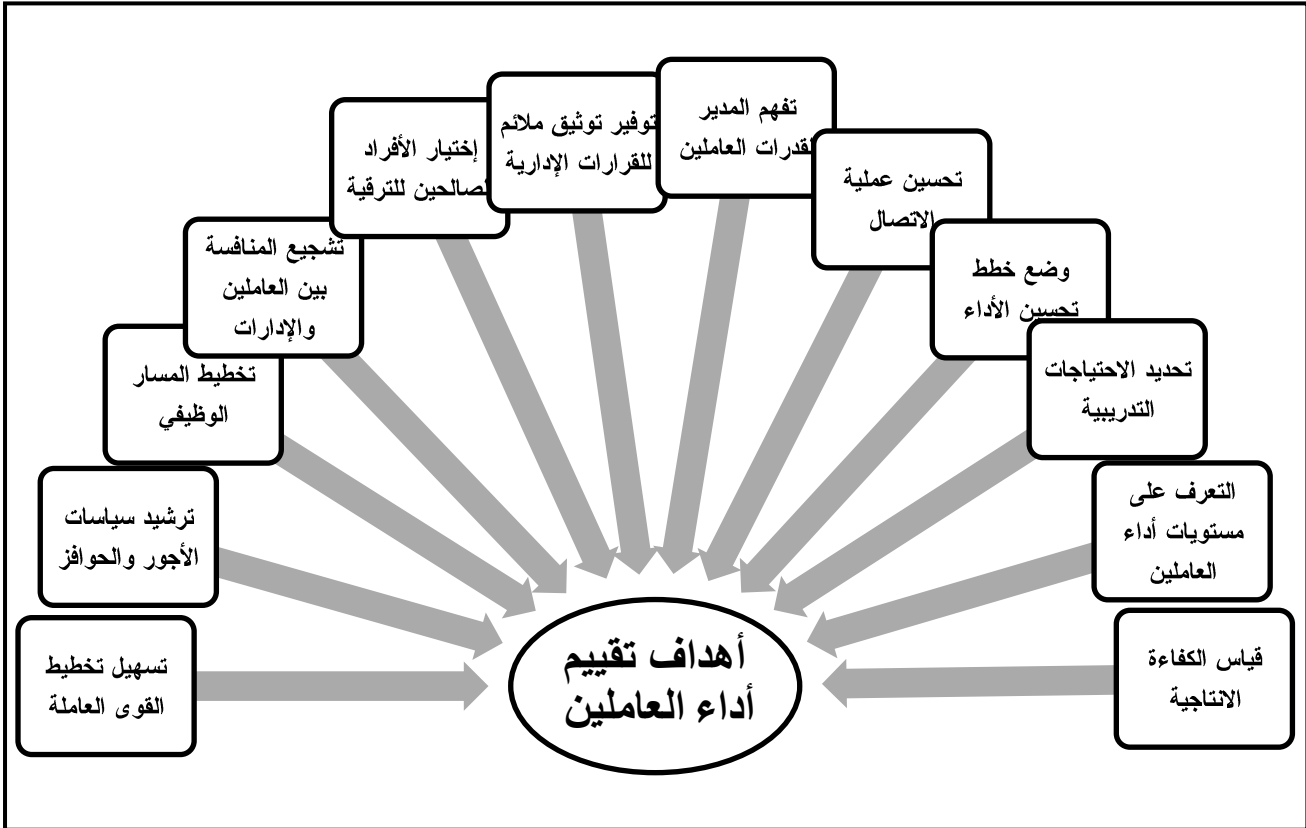 أهداف تقييم
أداء العاملين
قياس الكفاءة
الانتاجية
التعرف على
مستويات أداء
العاملين
تحديد الاحتياجات
التدريبية
وضع خطط
تحسين الأداء
تحسين عملية
الاتصال
تفهم المدير
لقدرات العاملين
توفير توثيق ملائم
للقرارات الإدارية
إختيار الأفراد
الصالحين للترقية
تشجيع المنافسة
بين العاملين
والإدارات
تخطيط المسار
الوظيفي
ترشيد سياسات
الأجور والحوافز
تسهيل تخطيط
القوى العاملة